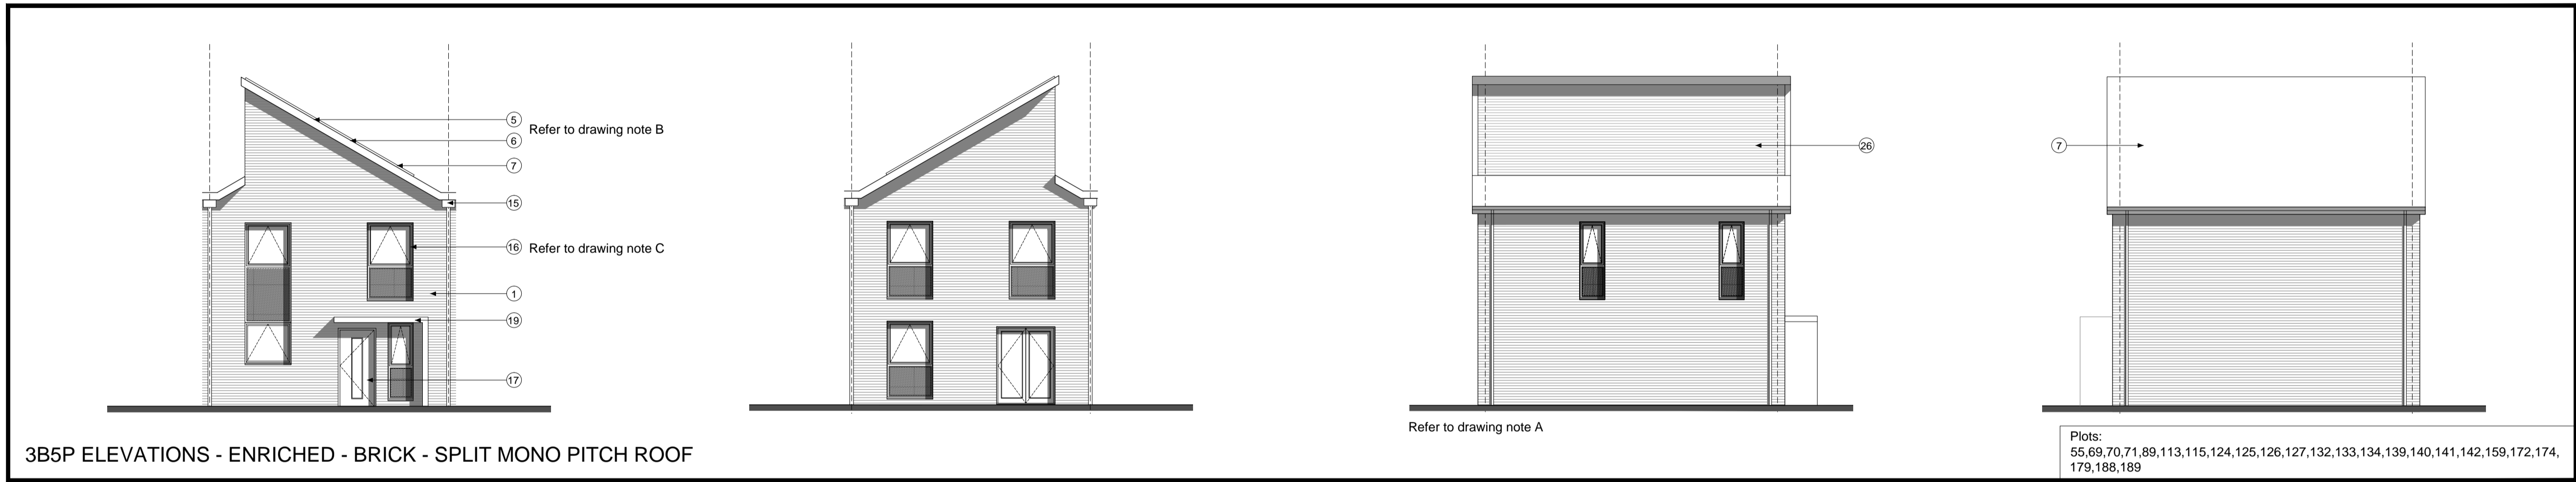 5
Refer to drawing note B
6
7
15
16 Refer to drawing note C
1
19
17
26
7
Refer to drawing note A
3B5P ELEVATIONS - ENRICHED - BRICK - SPLIT MONO PITCH ROOF
Plots:
55,69,70,71,89,113,115,124,125,126,127,132,133,134,139,140,141,142,159,172,174,
179,188,189